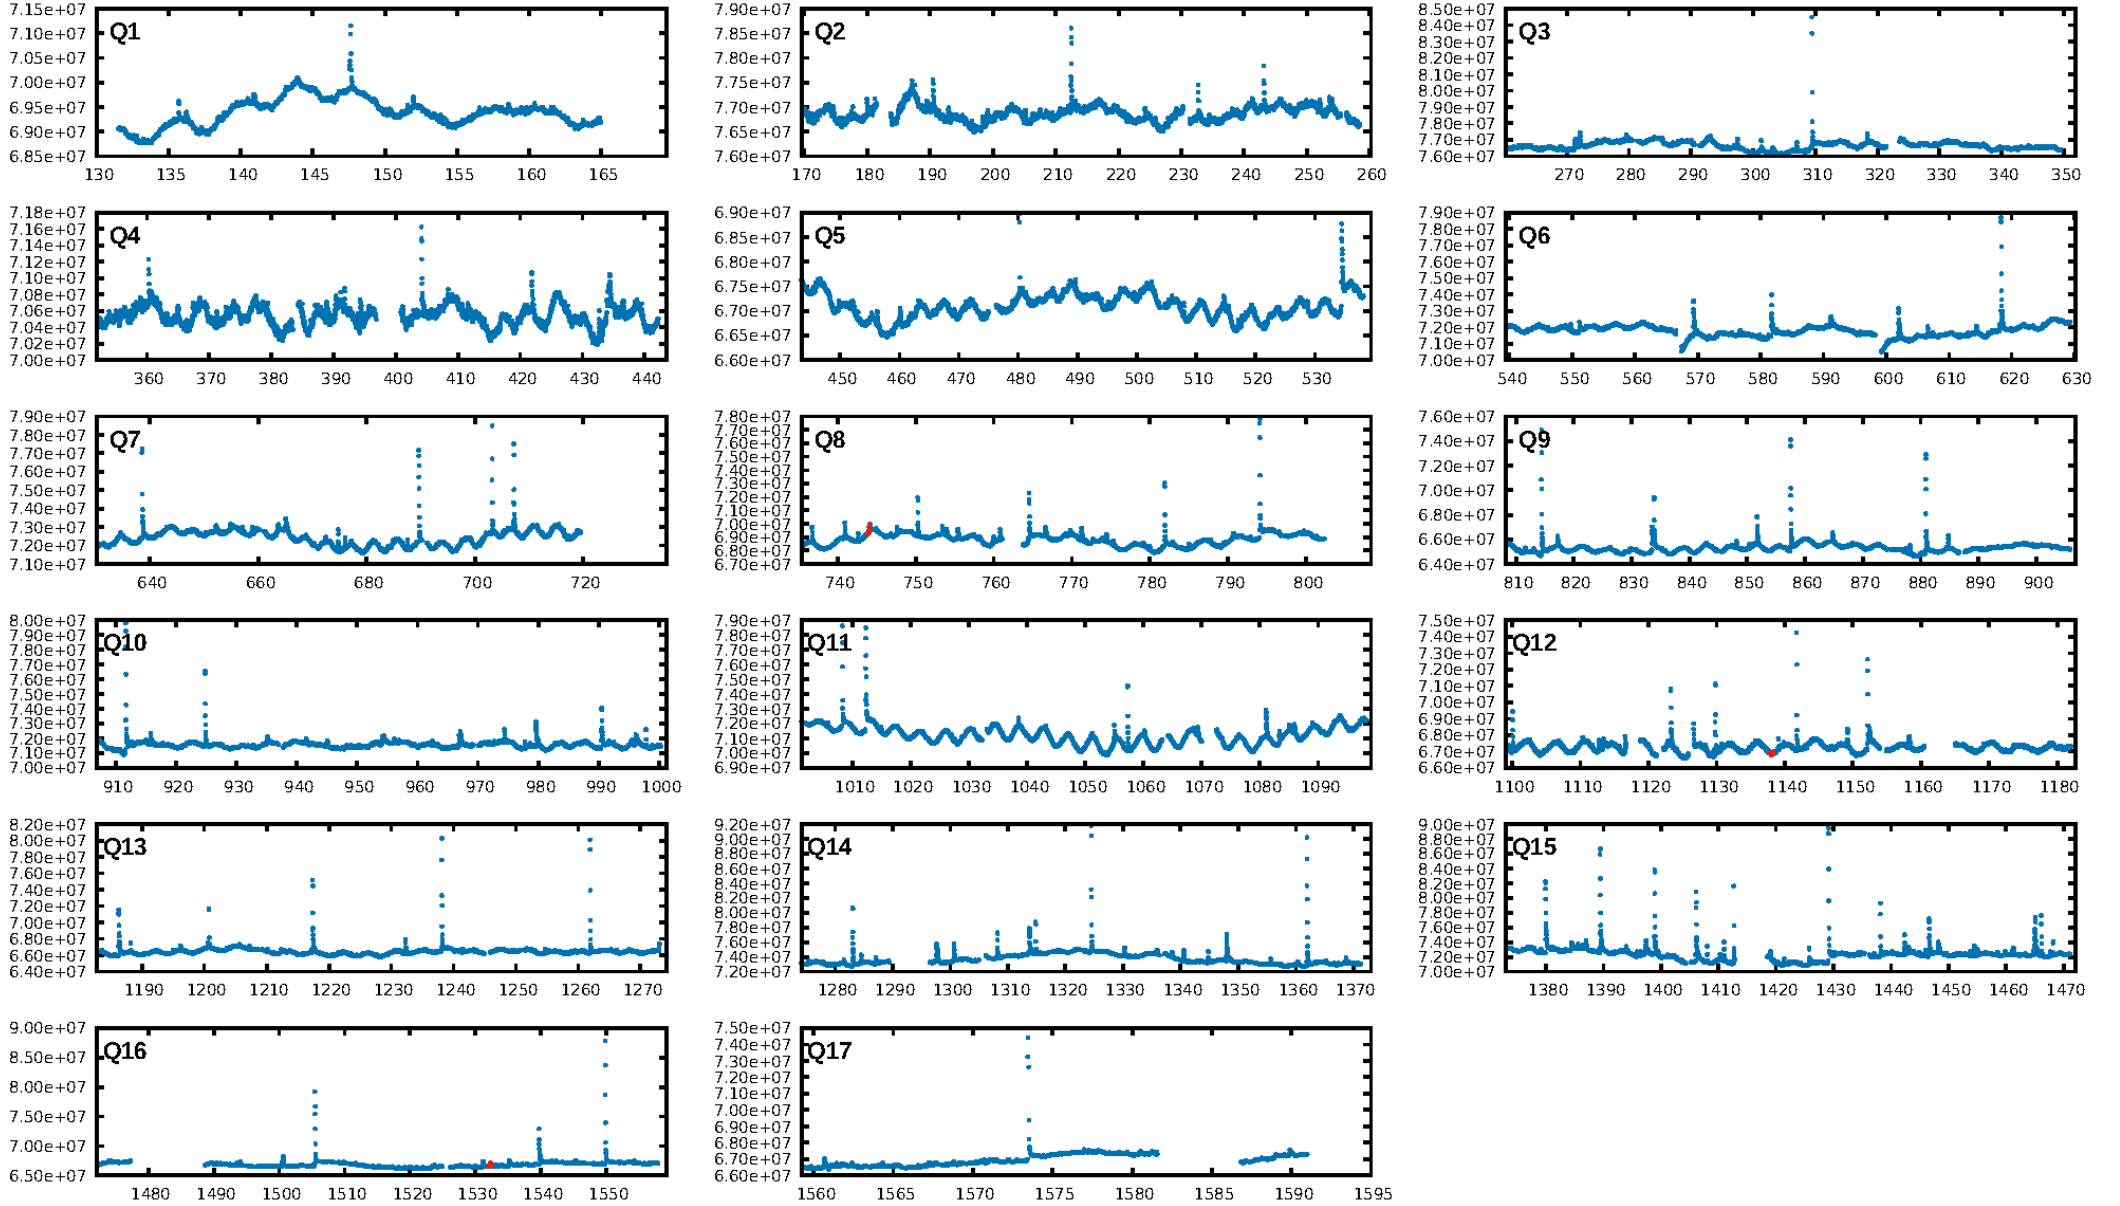 7.15e+07
7.10e+07
7.05e+07
7.00e+07
6.95e+07
6.90e+07
6.85e+07
Q1
130 135 140 145 150 155 160 165
7.90e+07
7.85e+07
7.80e+07
7.75e+07
7.70e+07
7.65e+07
7.60e+07
Q2
170 180 190 200 210 220 230 240 250 260
8.50e+07
8.40e+07
8.30e+07
8.20e+07
8.10e+07
8.00e+07
7.90e+07
7.80e+07
7.70e+07
7.60e+07
Q3
270 280 290 300 310 320 330 340 350
7.18e+07
7.16e+07
7.14e+07
7.12e+07
7.10e+07
7.08e+07
7.06e+07
7.04e+07
7.02e+07
7.00e+07
Q4
360 370 380 390 400 410 420 430 440
6.90e+07
6.85e+07
6.80e+07
6.75e+07
6.70e+07
6.65e+07
6.60e+07
Q5
450 460 470 480 490 500 510 520 530
7.90e+07
7.80e+07
7.70e+07
7.60e+07
7.50e+07
7.40e+07
7.30e+07
7.20e+07
7.10e+07
7.00e+07
Q6
540 550 560 570 580 590 600 610 620 630
7.90e+07
7.80e+07
7.70e+07
7.60e+07
7.50e+07
7.40e+07
7.30e+07
7.20e+07
7.10e+07
Q7
640 660 680 700 720
7.80e+07
7.70e+07
7.60e+07
7.50e+07
7.40e+07
7.30e+07
7.20e+07
7.10e+07
7.00e+07
6.90e+07
6.80e+07
6.70e+07
Q8
740 750 760 770 780 790 800
7.60e+07
7.40e+07
7.20e+07
7.00e+07
6.80e+07
6.60e+07
6.40e+07
Q9
810 820 830 840 850 860 870 880 890 900
8.00e+07
7.90e+07
7.80e+07
7.70e+07
7.60e+07
7.50e+07
7.40e+07
7.30e+07
7.20e+07
7.10e+07
7.00e+07
Q10
910 920 930 940 950 960 970 980 990 1000
7.90e+07
7.80e+07
7.70e+07
7.60e+07
7.50e+07
7.40e+07
7.30e+07
7.20e+07
7.10e+07
7.00e+07
6.90e+07
Q11
1010 1020 1030 1040 1050 1060 1070 1080 1090
7.50e+07
7.40e+07
7.30e+07
7.20e+07
7.10e+07
7.00e+07
6.90e+07
6.80e+07
6.70e+07
6.60e+07
Q12
1100 1110 1120 1130 1140 1150 1160 1170 1180
8.20e+07
8.00e+07
7.80e+07
7.60e+07
7.40e+07
7.20e+07
7.00e+07
6.80e+07
6.60e+07
6.40e+07
Q13
1190 1200 1210 1220 1230 1240 1250 1260 1270
9.20e+07
9.00e+07
8.80e+07
8.60e+07
8.40e+07
8.20e+07
8.00e+07
7.80e+07
7.60e+07
7.40e+07
7.20e+07
Q14
1280 1290 1300 1310 1320 1330 1340 1350 1360 1370
9.00e+07
8.80e+07
8.60e+07
8.40e+07
8.20e+07
8.00e+07
7.80e+07
7.60e+07
7.40e+07
7.20e+07
7.00e+07
Q15
1380 1390 1400 1410 1420 1430 1440 1450 1460 1470
9.00e+07
8.50e+07
8.00e+07
7.50e+07
7.00e+07
6.50e+07
Q16
1480 1490 1500 1510 1520 1530 1540 1550
7.50e+07
7.40e+07
7.30e+07
7.20e+07
7.10e+07
7.00e+07
6.90e+07
6.80e+07
6.70e+07
6.60e+07
Q17
1560 1565 1570 1575 1580 1585 1590 1595